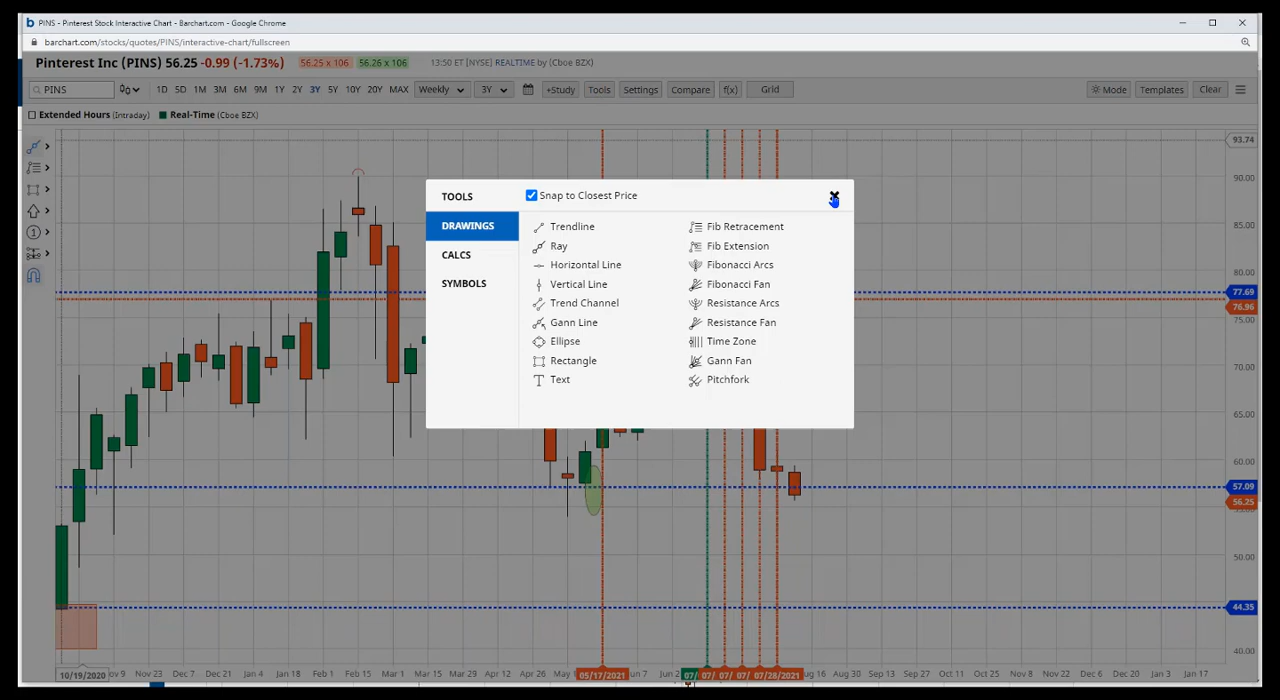 PINS - Pinterest Stock Interactive Chart - Barchart.com - Google Chrome
barchart.com/stocks/quotes/PINS/interactive-chart/fullscreen
Pinterest Inc (PINS) 56.25 -0.99 (-1.73%) 56.25 x 106 56.26 x 106 13:50 ET [NYSE] REALTIME by (Cboe BZX)
PINS 1D 5D 1M 3M 6M 9M 1Y 2Y 3Y 5Y 10Y 20Y MAX Weekly 3Y +Study Tools Settings Compare f(x) Grid Mode Templates Clear
Extended Hours (Intraday) Real-Time (Cboe BZX)
93.74
90.00
85.00
80.00
77.69
76.96
75.00
70.00
65.00
60.00
57.09
56.25
50.00
44.35
40.00
TOOLS Snap to Closest Price
DRAWINGS
CALCS
SYMBOLS
Trendline Fib Retracement
Ray Fib Extension
Horizontal Line Fibonacci Arcs
Vertical Line Fibonacci Fan
Trend Channel Resistance Arcs
Gann Line Resistance Fan
Ellipse Time Zone
Rectangle Gann Fan
Text Pitchfork
10/19/2020 Nov 23 Dec 7 Dec 21 Jan 4 Jan 18 Feb 1 Feb 15 Mar 1 Mar 15 Mar 29 Apr 12 Apr 26 May 05/17/2021 07/ 07/ 07/ 07/ 07/28/2021 Aug 30 Sep 13 Sep 27 Oct 11 Oct 25 Nov 8 Nov 22 Dec 6 Dec 20 Jan 3 Jan 17